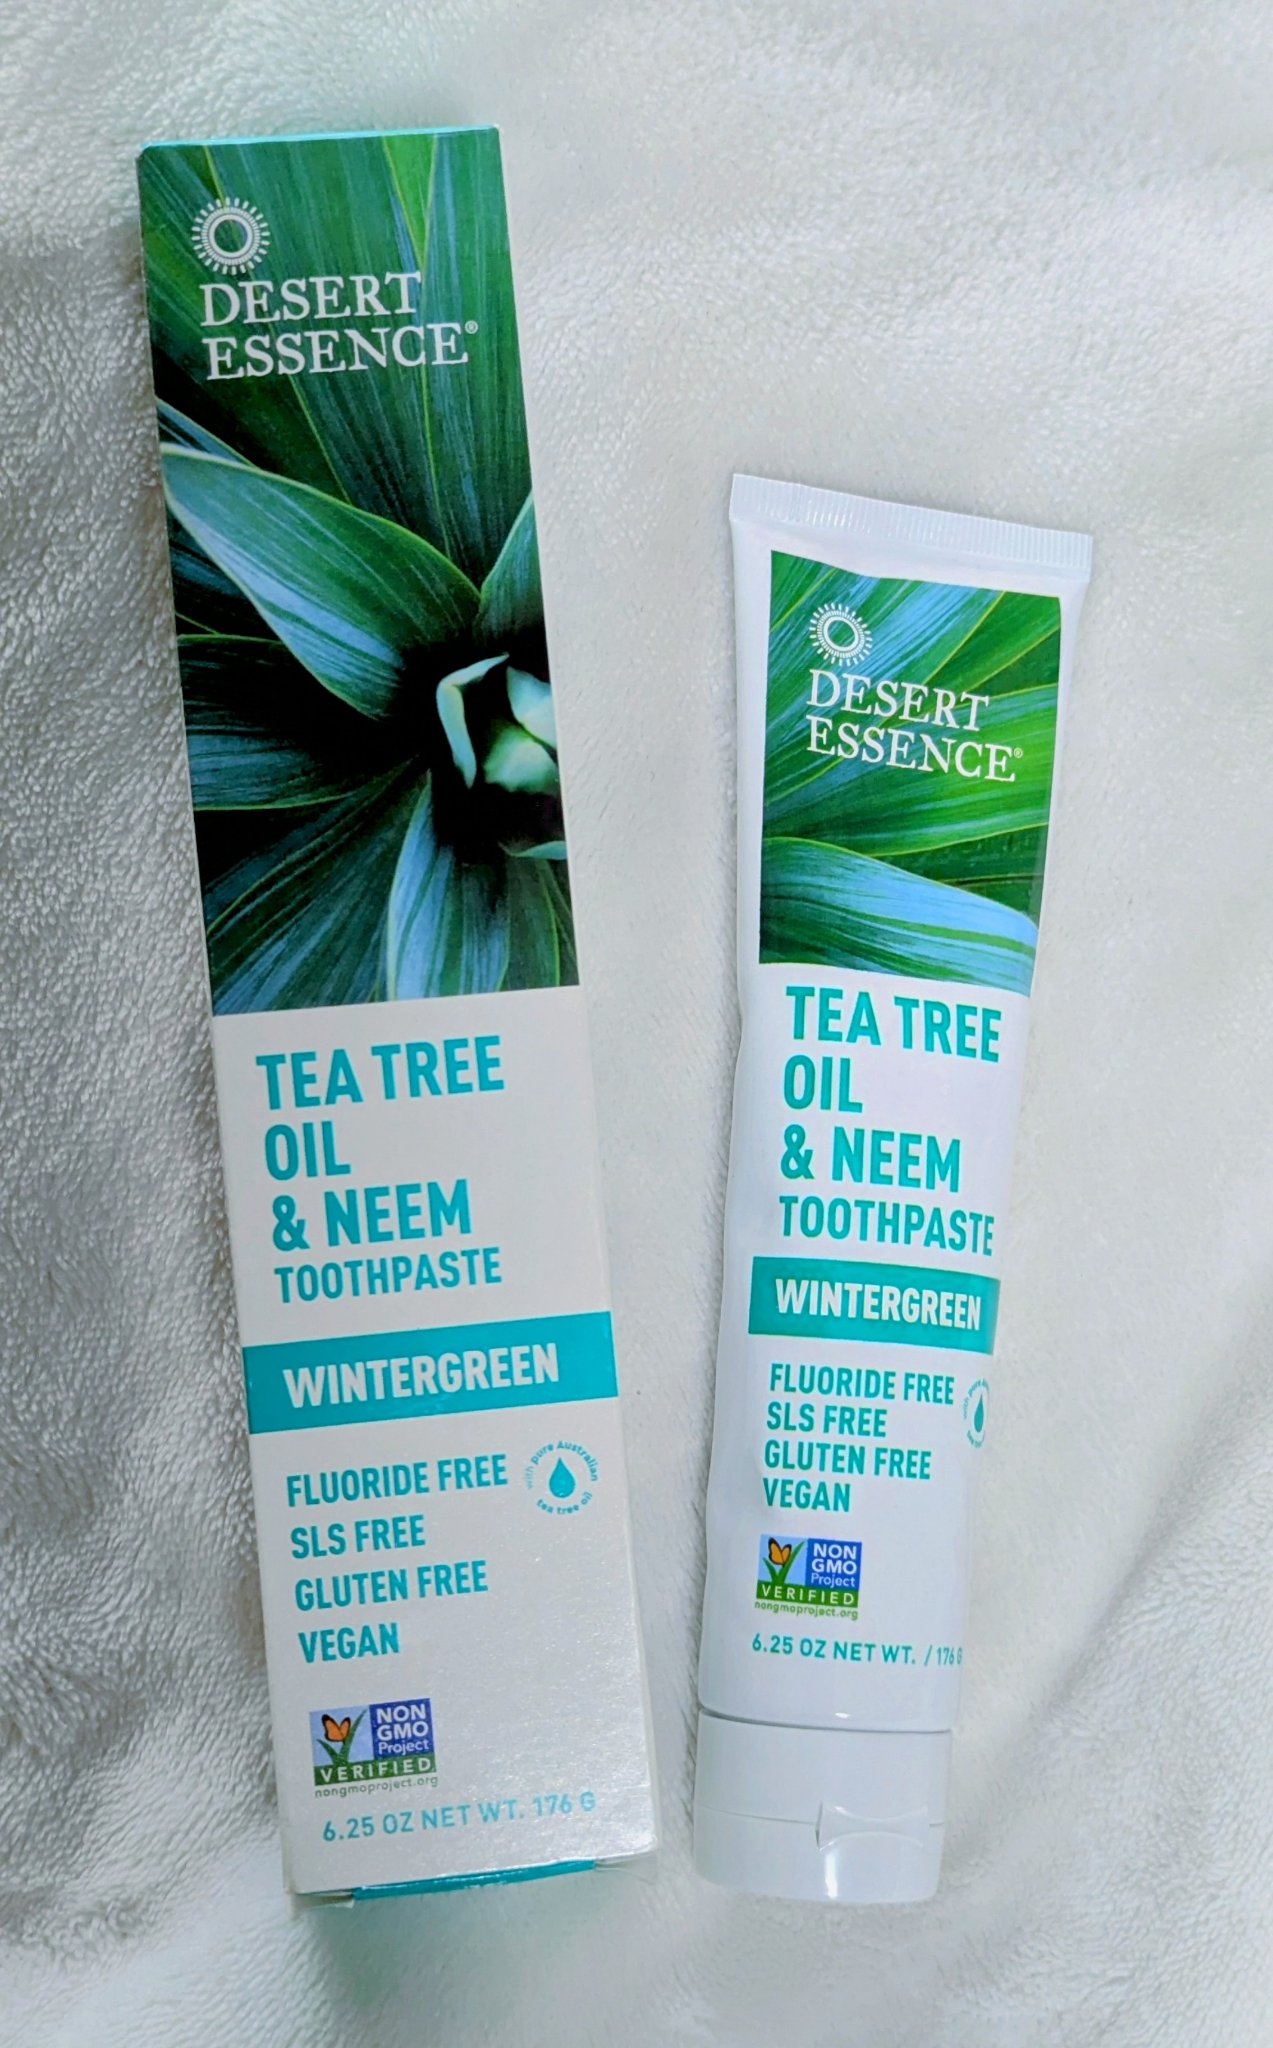 DESERT
ESSENCE®
TEA TREE
OIL
& NEEM
TOOTHPASTE
WINTERGREEN
FLUORIDE FREE
SLS FREE
GLUTEN FREE
VEGAN
with pure Australian
tea tree oil
NON
GMO
Project
VERIFIED
nongmoproject.org
6.25 OZ NET WT. 176 G
DESERT
ESSENCE®
TEA TREE
OIL
& NEEM
TOOTHPASTE
WINTERGREEN
FLUORIDE FREE
SLS FREE
GLUTEN FREE
VEGAN
with pure
tea
NON
GMO
Project
VERIFIED
nongmoproject.org
6.25 OZ NET WT. / 176 G